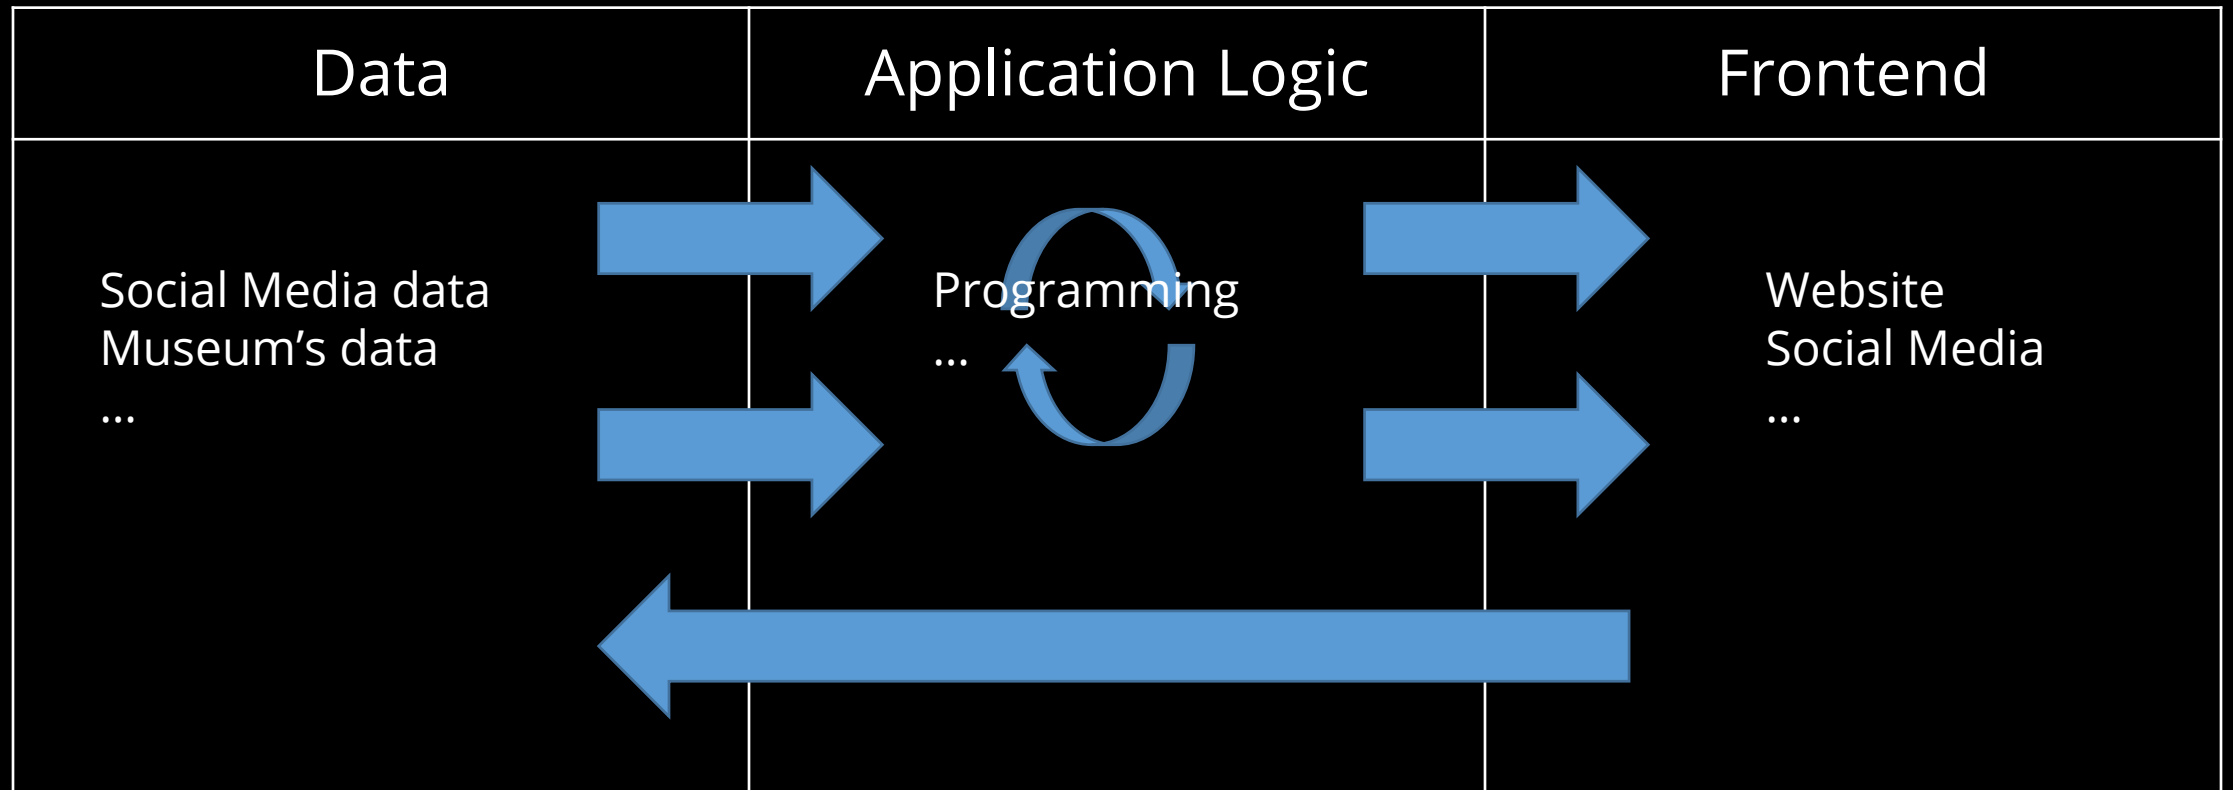 Data
Application Logic
Frontend
Social Media data
Museum’s data
...
Programming
...
Website
Social Media
...